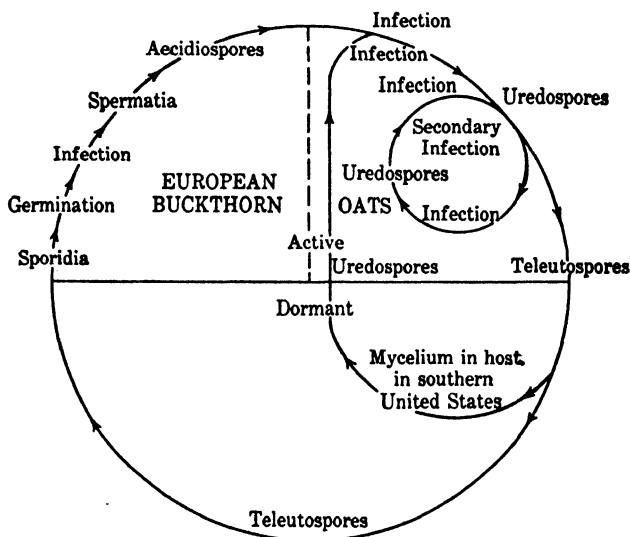 Infection
Aecidiospores
Infection
Spermatia
Infection
Uredospores
Secondary
Infection
Infection
Uredospores
EUROPEAN
BUCKTHORN
OATS
Germination
Infection
Active
Sporidia
Uredospores
Teleutospores
Dormant
Mycelium in host
in southern
United States
Teleutospores